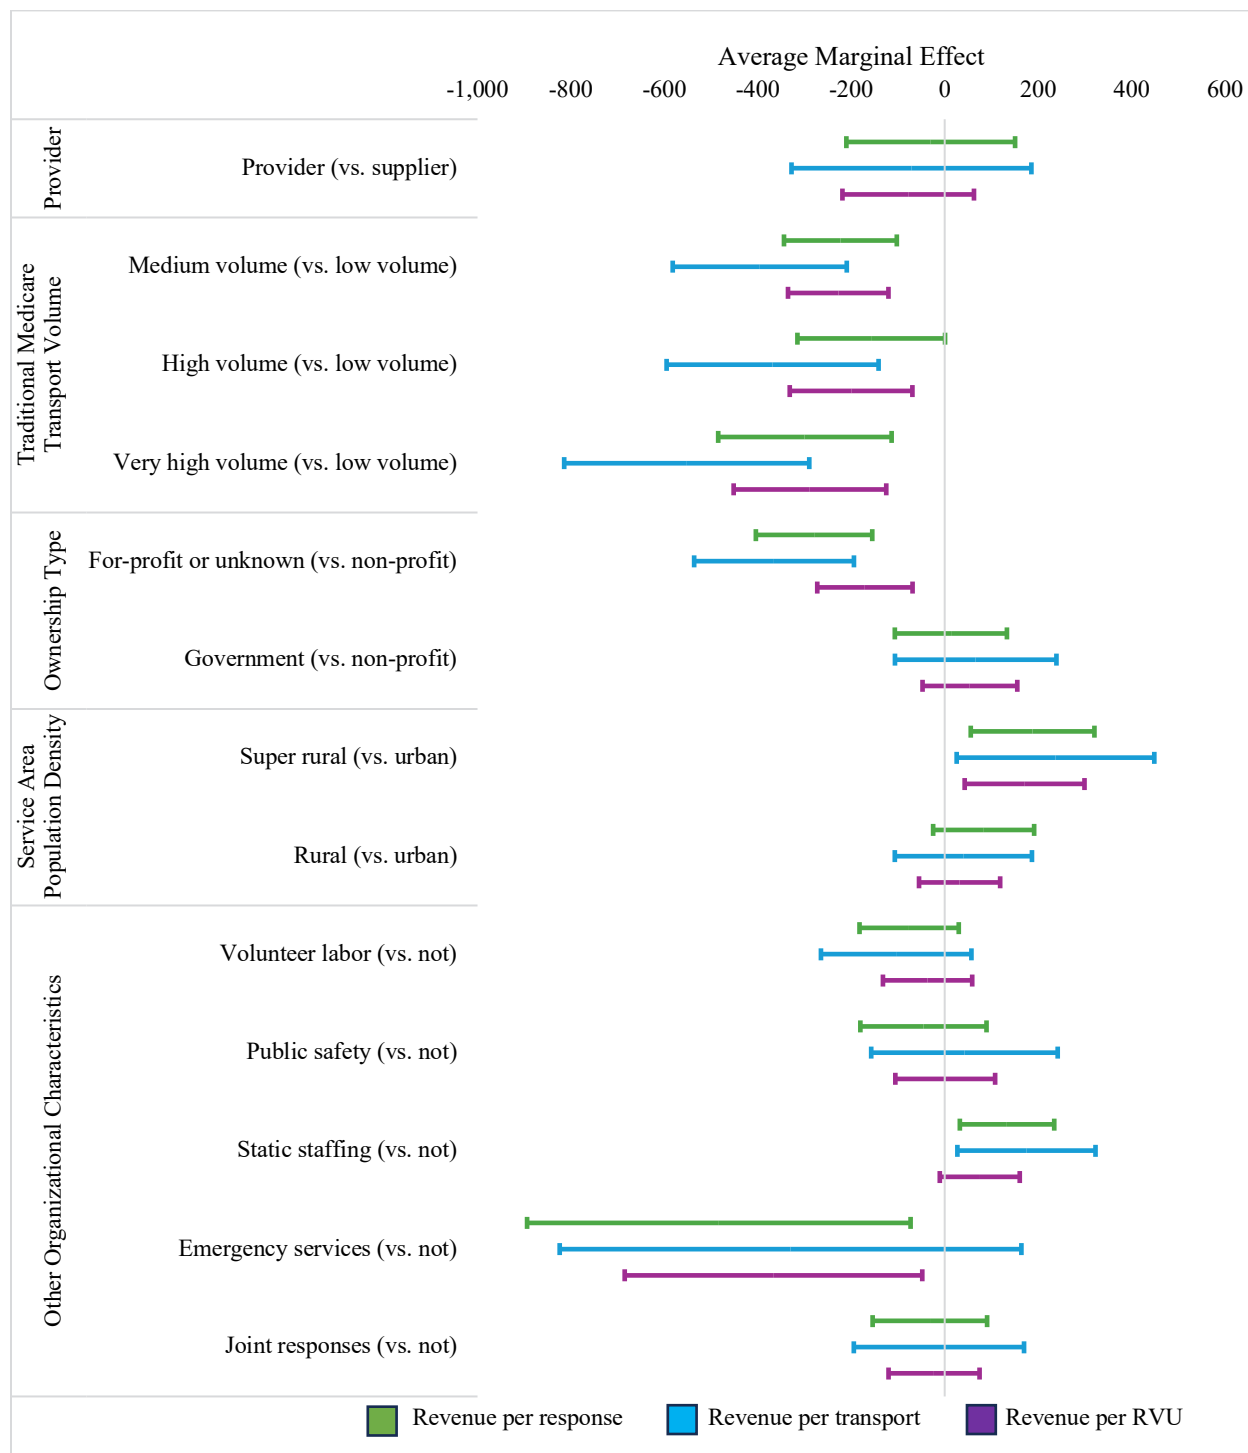 Average Marginal Effect
-1,000 -800 -600 -400 -200 0 200 400 600
Provider
Provider (vs. supplier)
Traditional Medicare
Transport Volume
Medium volume (vs. low volume)
High volume (vs. low volume)
Very high volume (vs. low volume)
Ownership Type
For-profit or unknown (vs. non-profit)
Government (vs. non-profit)
Service Area
Population Density
Super rural (vs. urban)
Rural (vs. urban)
Other Organizational Characteristics
Volunteer labor (vs. not)
Public safety (vs. not)
Static staffing (vs. not)
Emergency services (vs. not)
Joint responses (vs. not)
Revenue per response Revenue per transport Revenue per RVU